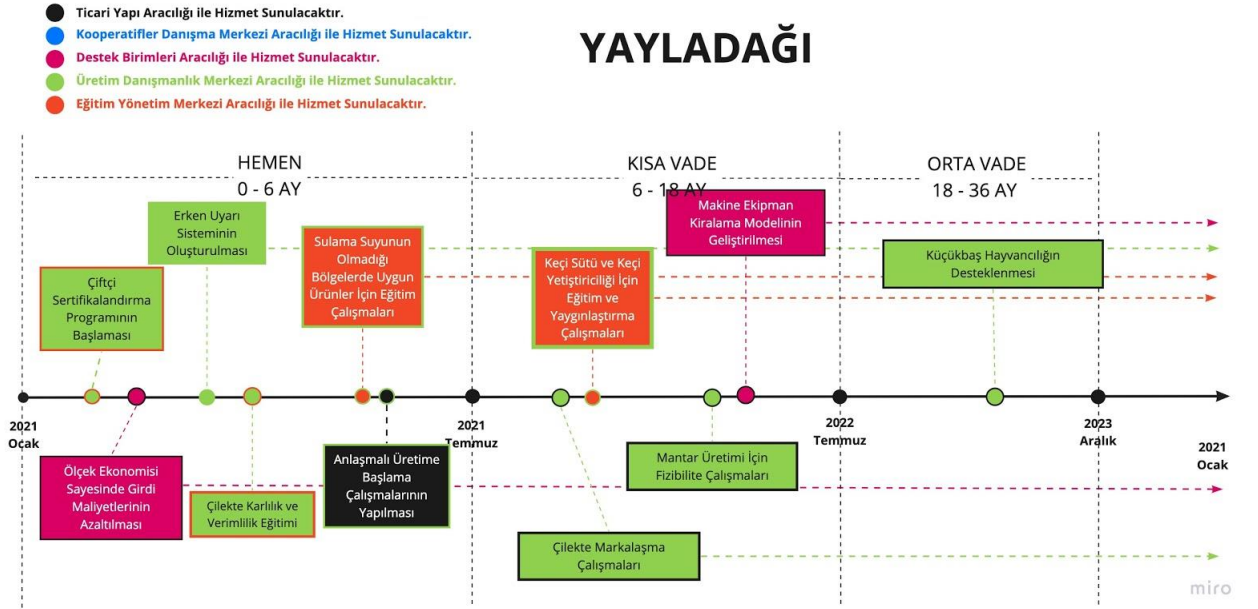 Ticari Yapı Aracılığı ile Hizmet Sunulacaktır.
Kooperatifler Danışma Merkezi Aracılığı ile Hizmet Sunulacaktır.
Destek Birimleri Aracılığı ile Hizmet Sunulacaktır.
Üretim Danışmanlık Merkezi Aracılığı ile Hizmet Sunulacaktır.
Eğitim Yönetim Merkezi Aracılığı ile Hizmet Sunulacaktır.
YAYLADAĞI
HEMEN
0 - 6 AY
KISA VADE
6 - 18 AY
ORTA VADE
18 - 36 AY
Erken Uyarı
Sisteminin
Oluşturulması
Çiftçi
Sertifikalandırma
Programının
Başlaması
Sulama Suyunun
Olmadığı
Bölgelerde Uygun
Ürünler İçin Eğitim
Çalışmaları
Keçi Sütü ve Keçi
Yetiştiriciliği İçin
Eğitim ve
Yaygınlaştırma
Çalışmaları
Makine Ekipman
Kiralama Modelinin
Geliştirilmesi
Küçükbaş Hayvancılığın
Desteklenmesi
2021
Ocak
2021
Temmuz
2022
Temmuz
2023
Aralık
2021
Ocak
Ölçek Ekonomisi
Sayesinde Girdi
Maliyetlerinin
Azaltılması
Çilekte Karlılık ve
Verimlilik Eğitimi
Anlaşmalı Üretime
Başlama
Çalışmalarının
Yapılması
Mantar Üretimi İçin
Fizibilite Çalışmaları
Çilekte Markalaşma
Çalışmaları
miro